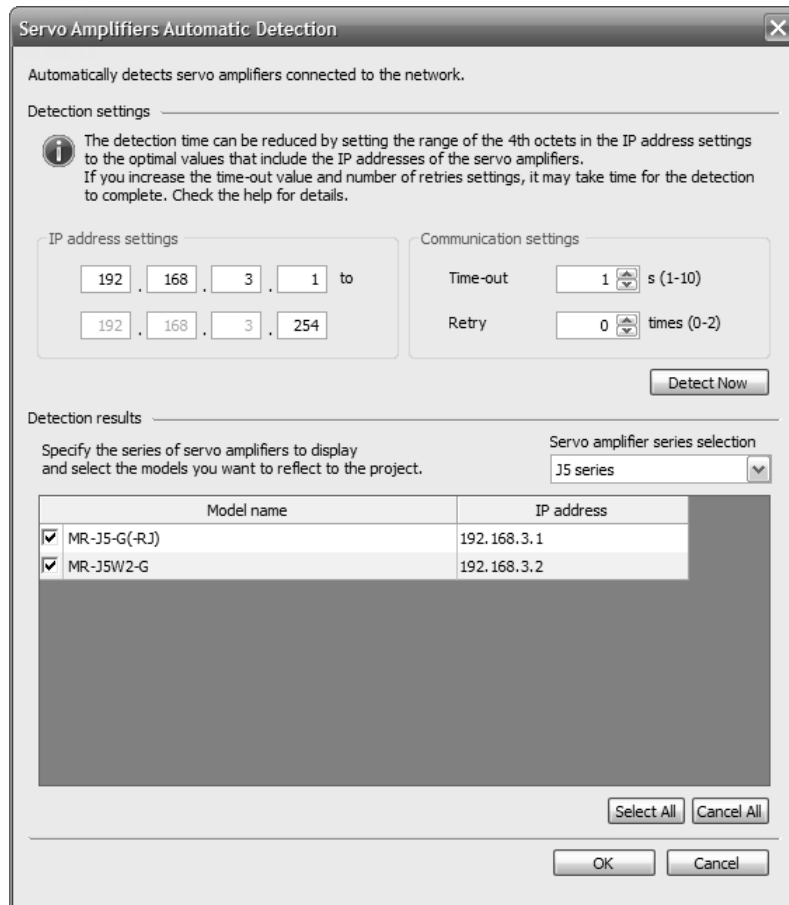 Servo Amplifiers Automatic Detection
Automatically detects servo amplifiers connected to the network.
Detection settings
The detection time can be reduced by setting the range of the 4th octets in the IP address settings
to the optimal values that include the IP addresses of the servo amplifiers.
If you increase the time-out value and number of retries settings, it may take time for the detection
to complete. Check the help for details.
IP address settings
192 . 168 . 3 . 1 to
192 . 168 . 3 . 254
Communication settings
Time-out 1 s (1-10)
Retry 0 times (0-2)
Detect Now
Detection results
Specify the series of servo amplifiers to display
and select the models you want to reflect to the project.
Servo amplifier series selection
J5 series
Model name IP address
MR-J5-G(-RJ) 192.168.3.1
MR-J5W2-G 192.168.3.2
Select All Cancel All
OK Cancel